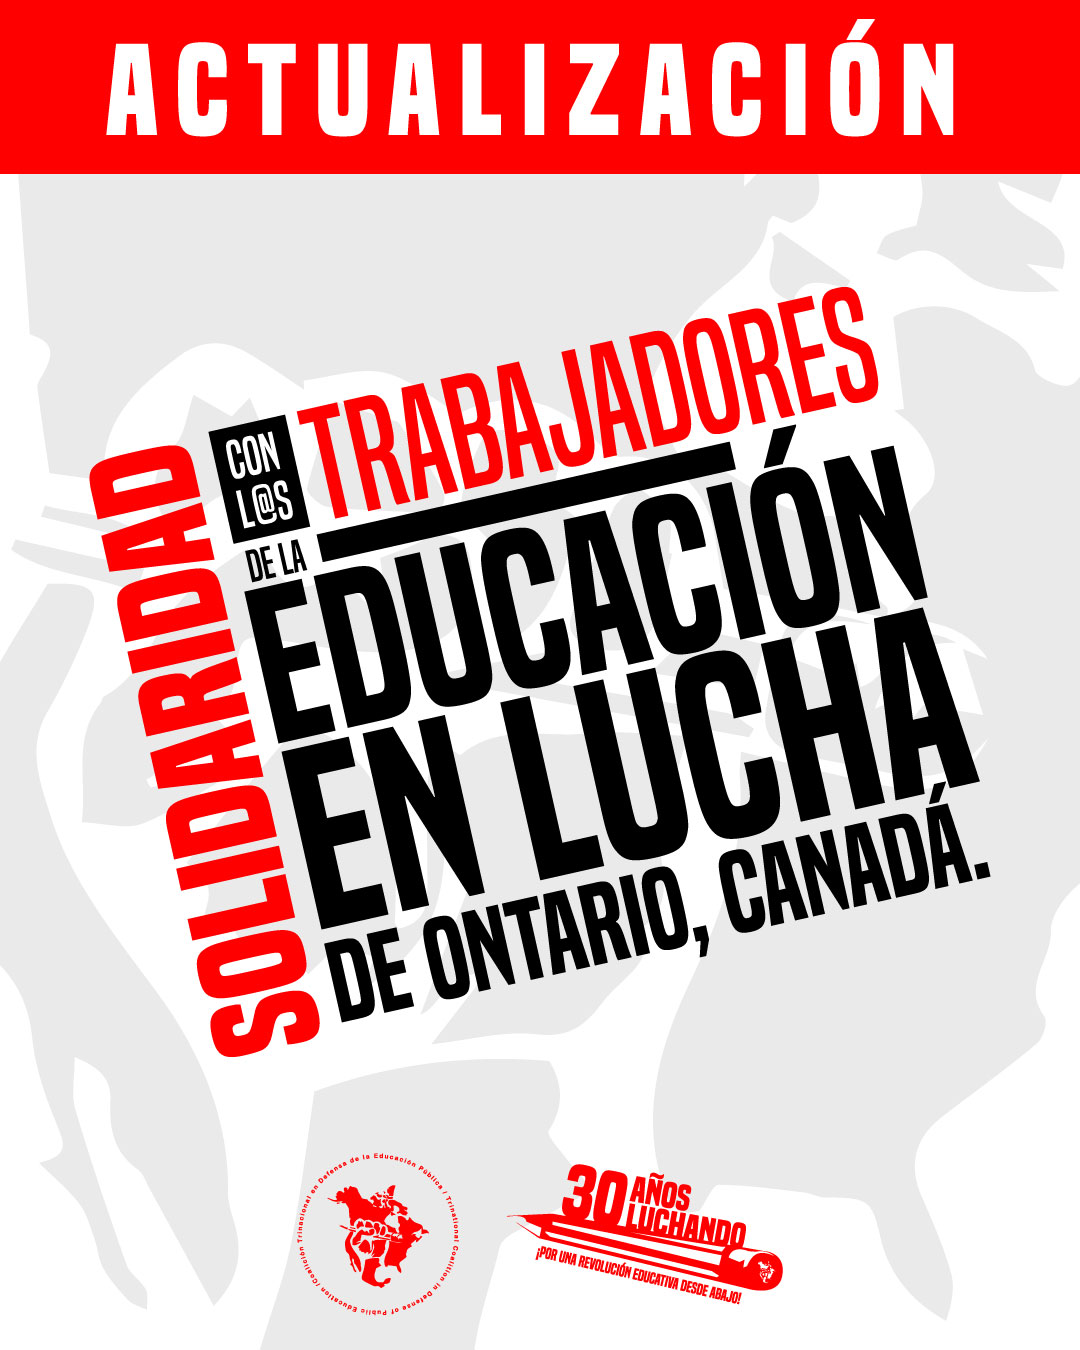 ACTUALIZACIÓN
SOLIDARIDAD
CON
L@S
TRABAJADORES
DE LA
EDUCACIÓN
EN LUCHA
DE ONTARIO, CANADÁ.
Coalición Trinacional en Defensa de la Educación Pública / Trinational Coalition in Defense of Public Education /
30 AÑOS
LUCHANDO
¡POR UNA REVOLUCIÓN EDUCATIVA DESDE ABAJO!